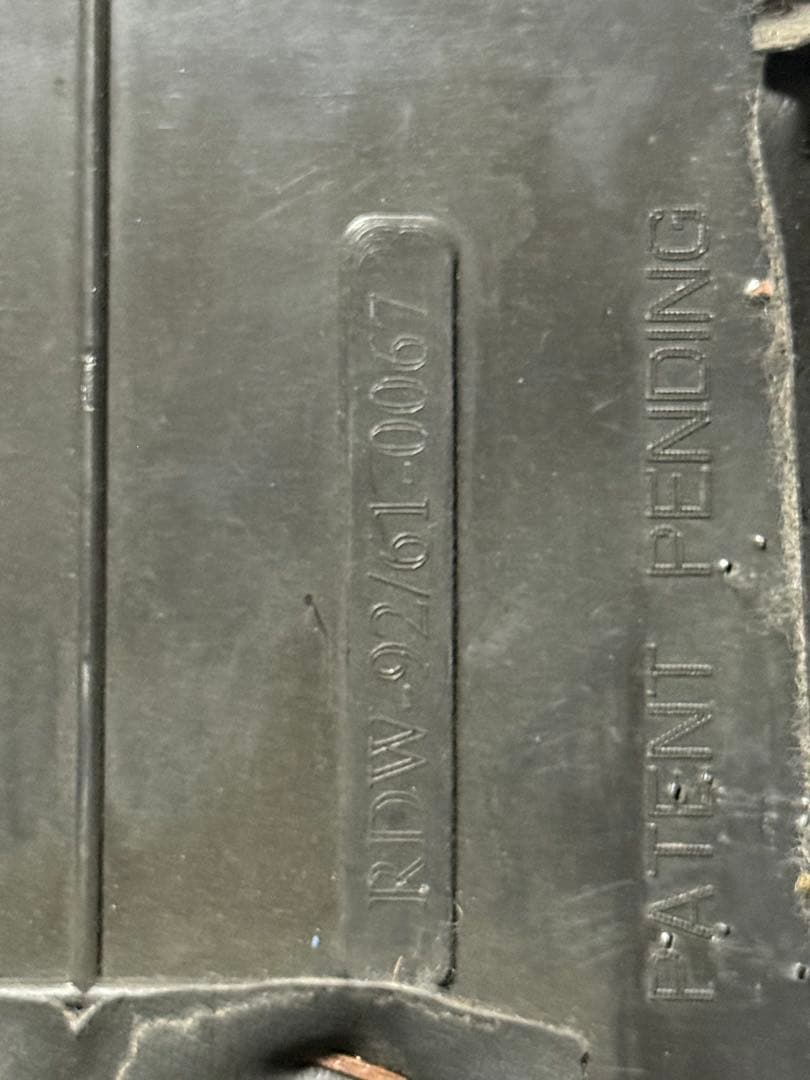 RDW-92/61-0067
PATENT PENDING